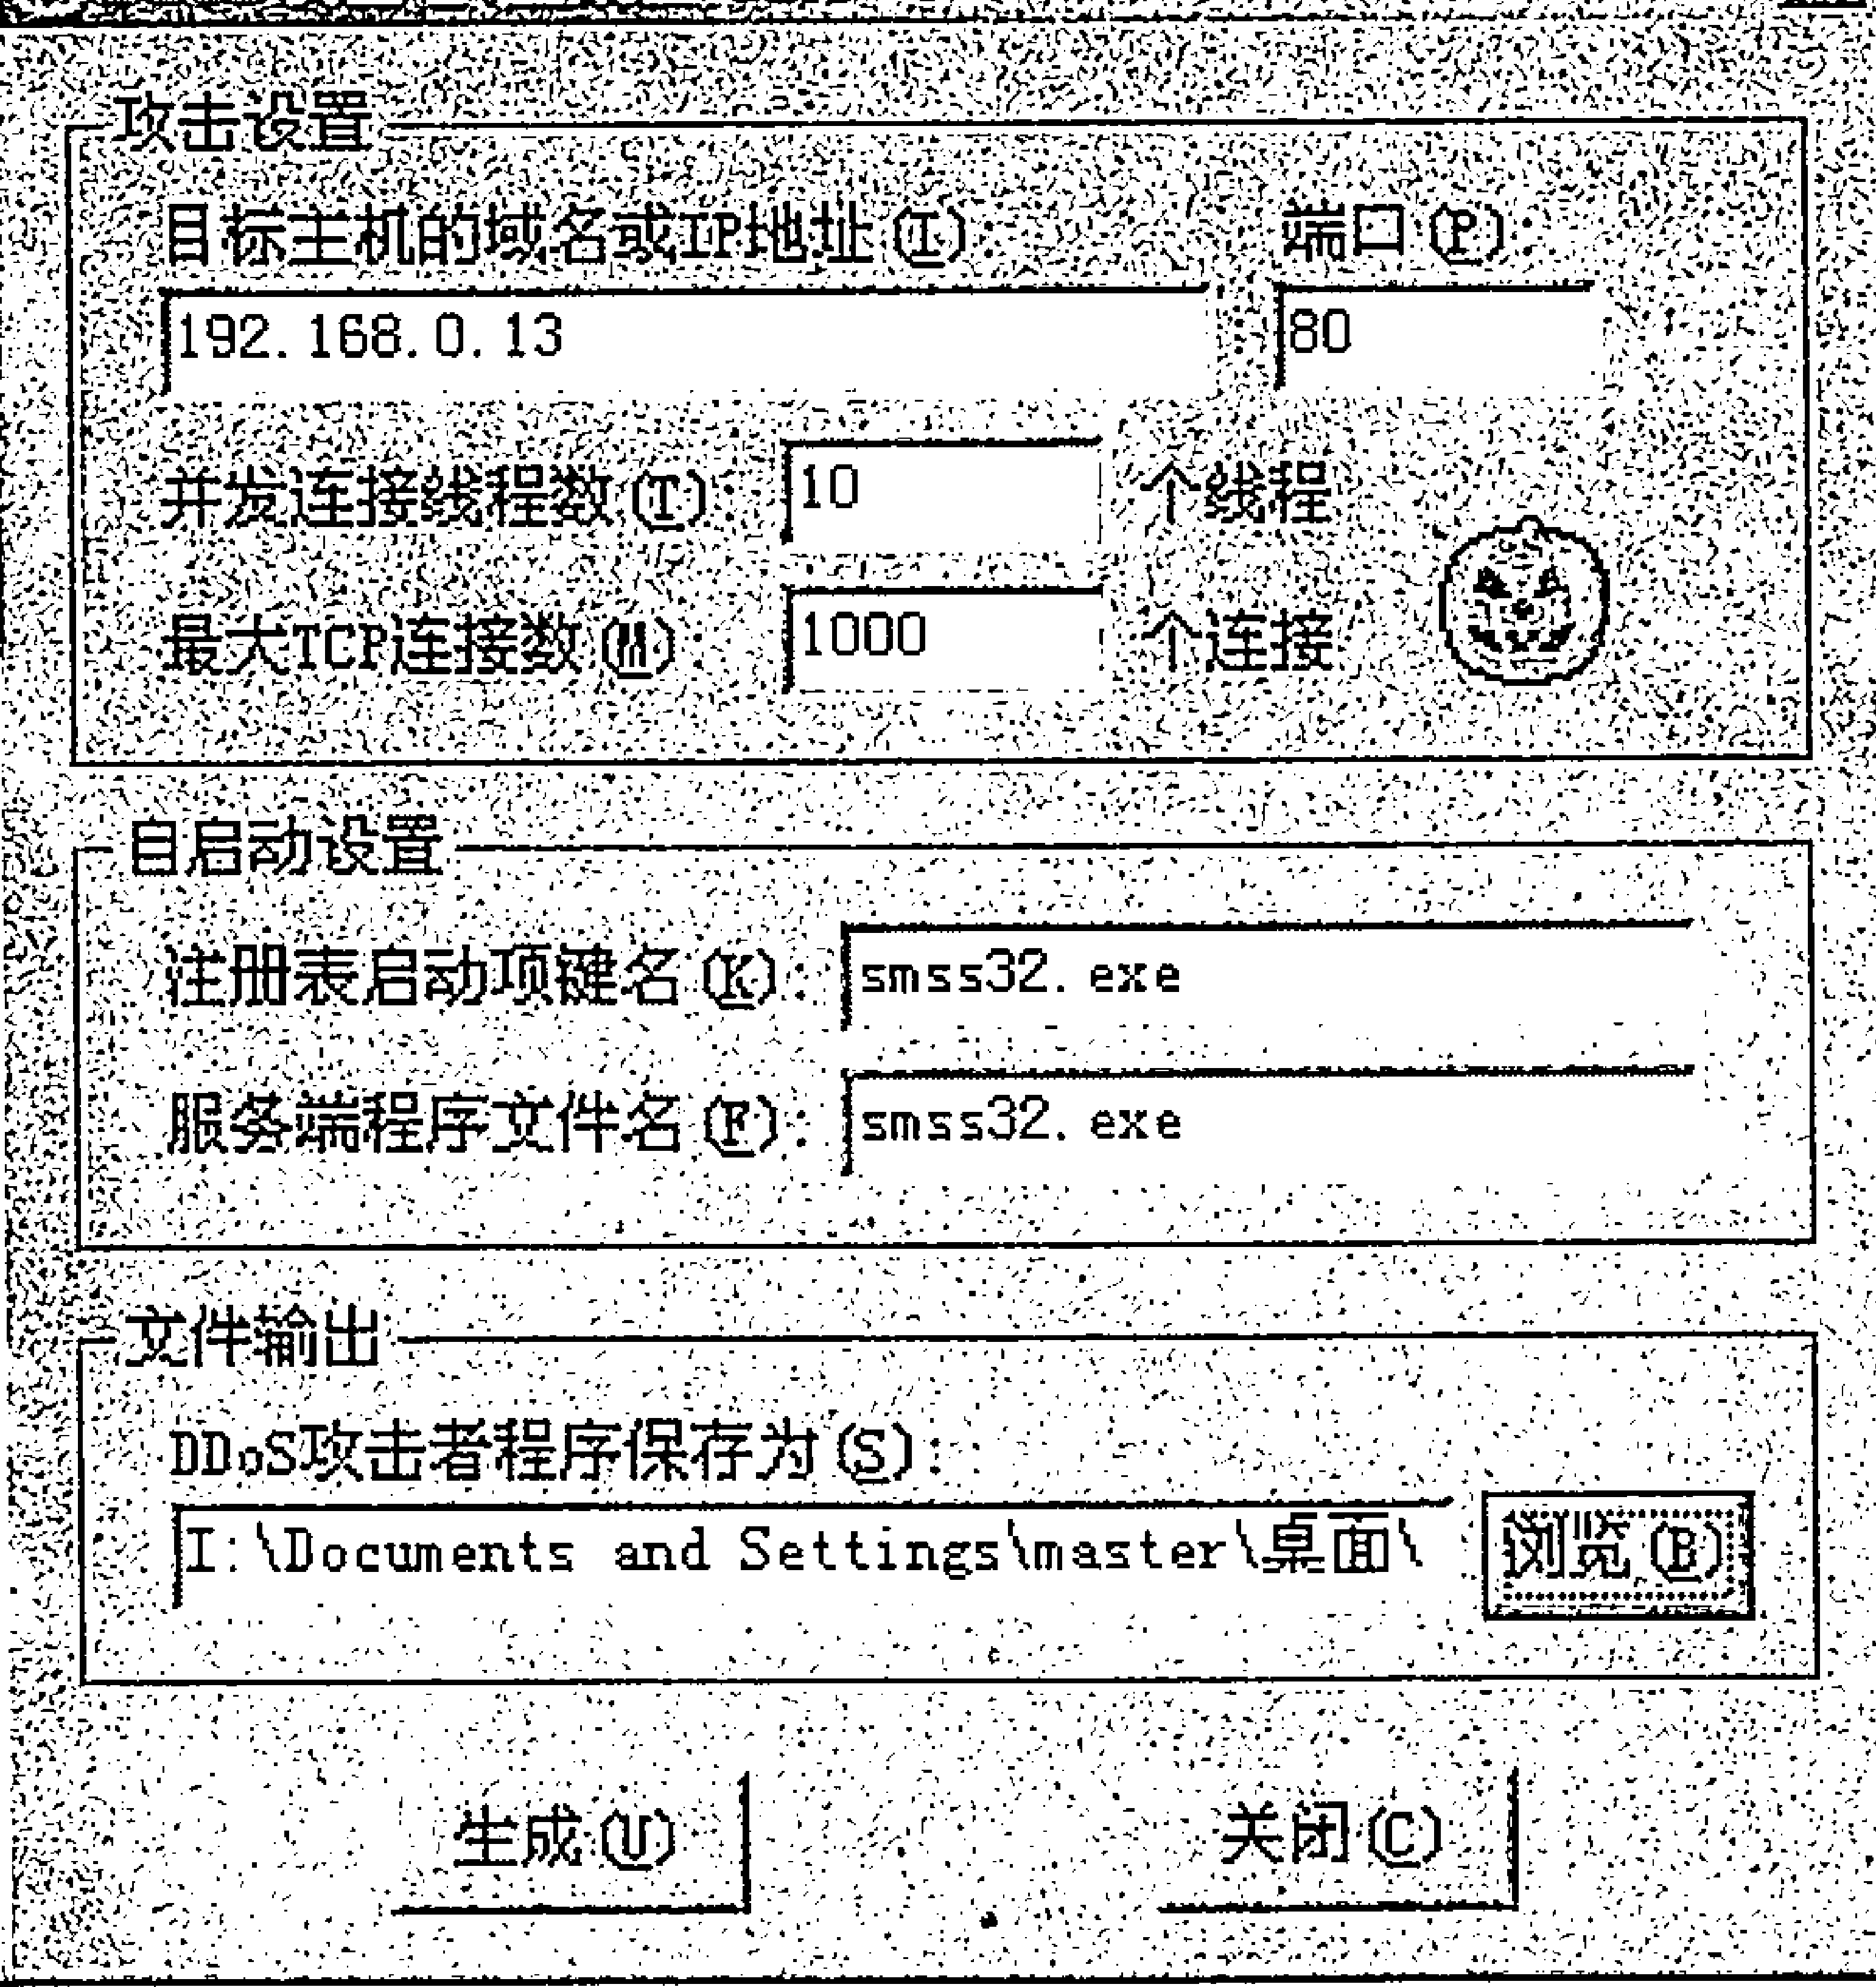 攻击设置
目标主机的域名或IP地址(I): 端口(P):
192.168.0.13 80
并发连接线程数(T): 10 个线程
最大TCP连接数(M): 1000 个连接
自启动设置
注册表启动项键名(K): smss32.exe
服务端程序文件名(F): smss32.exe
文件输出
DDoS攻击者程序保存为(S):
I:\Documents and Settings\master\桌面\ 浏览(B)
生成(U) 关闭(C)